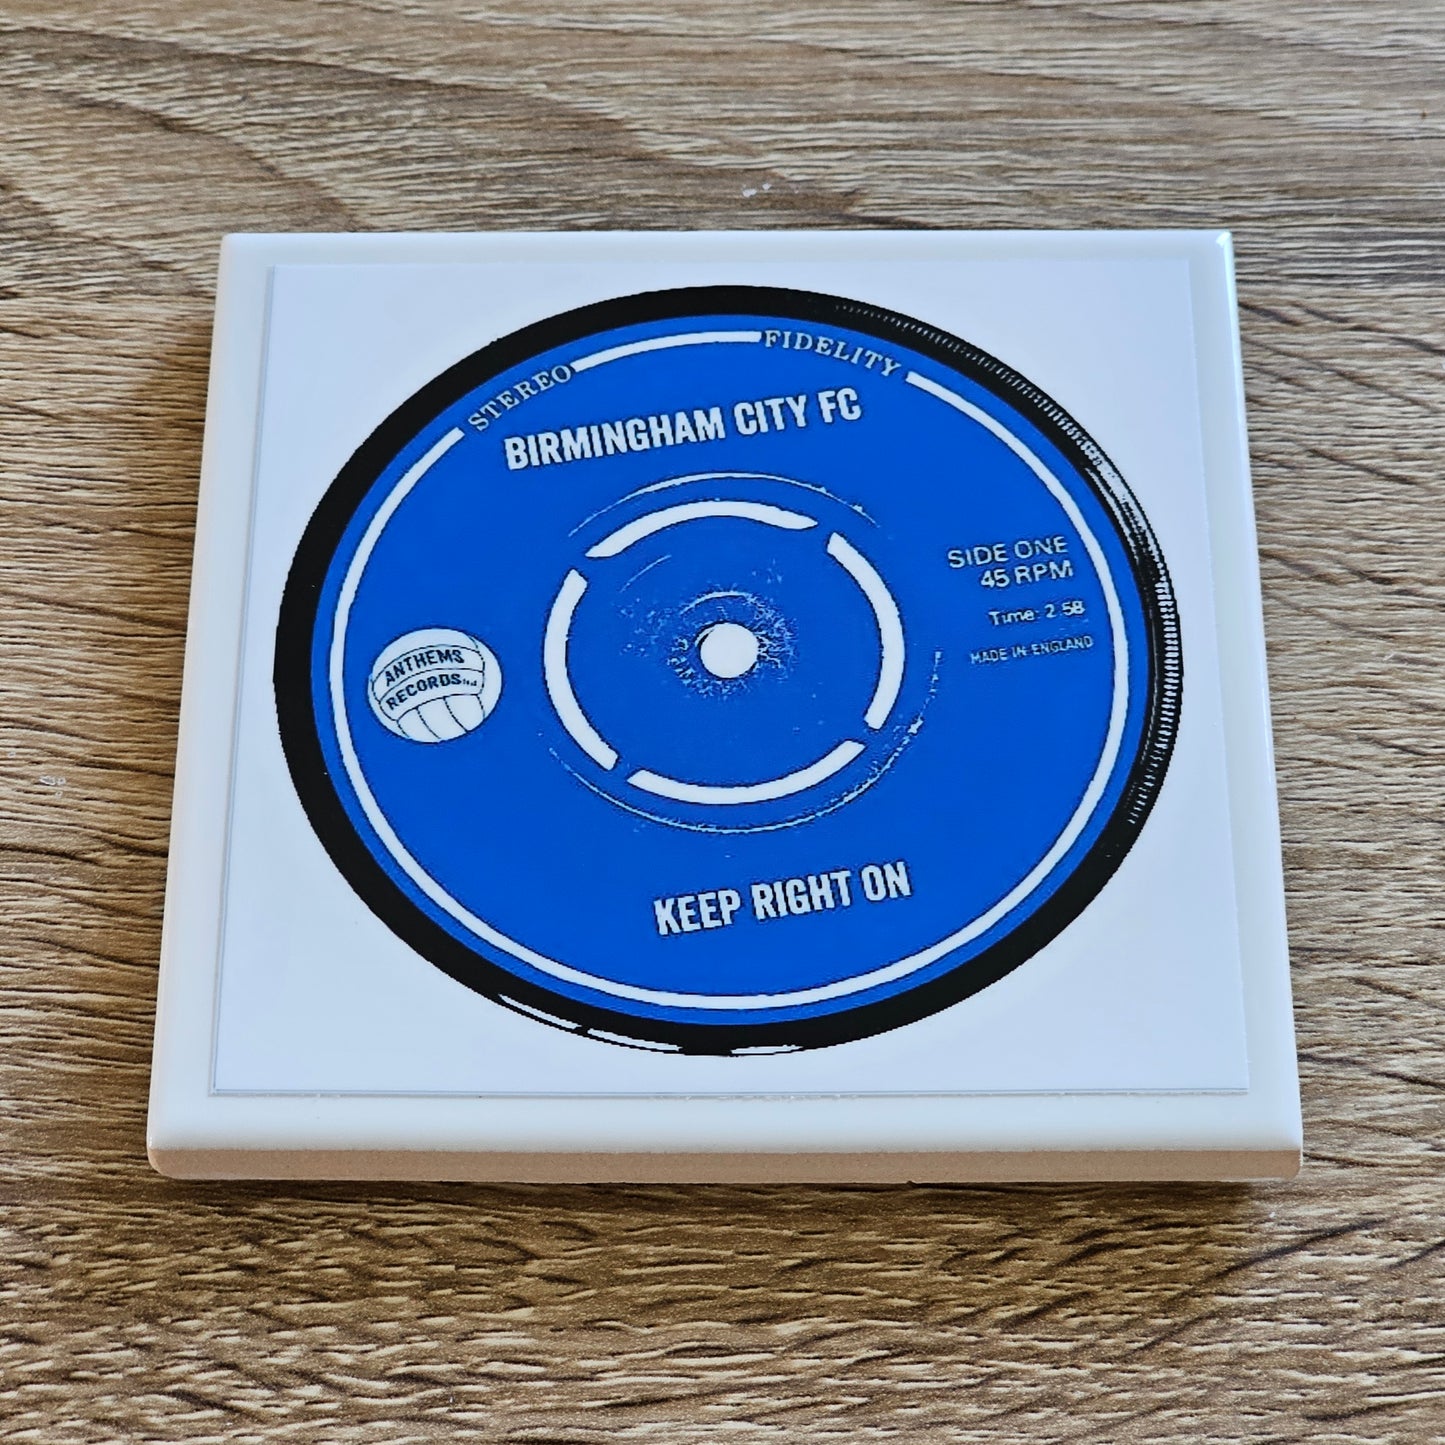 STEREO FIDELITY
BIRMINGHAM CITY FC
SIDE ONE
45 RPM
Time: 2.58
MADE IN ENGLAND
ANTHEMS
RECORDS Ltd.
KEEP RIGHT ON